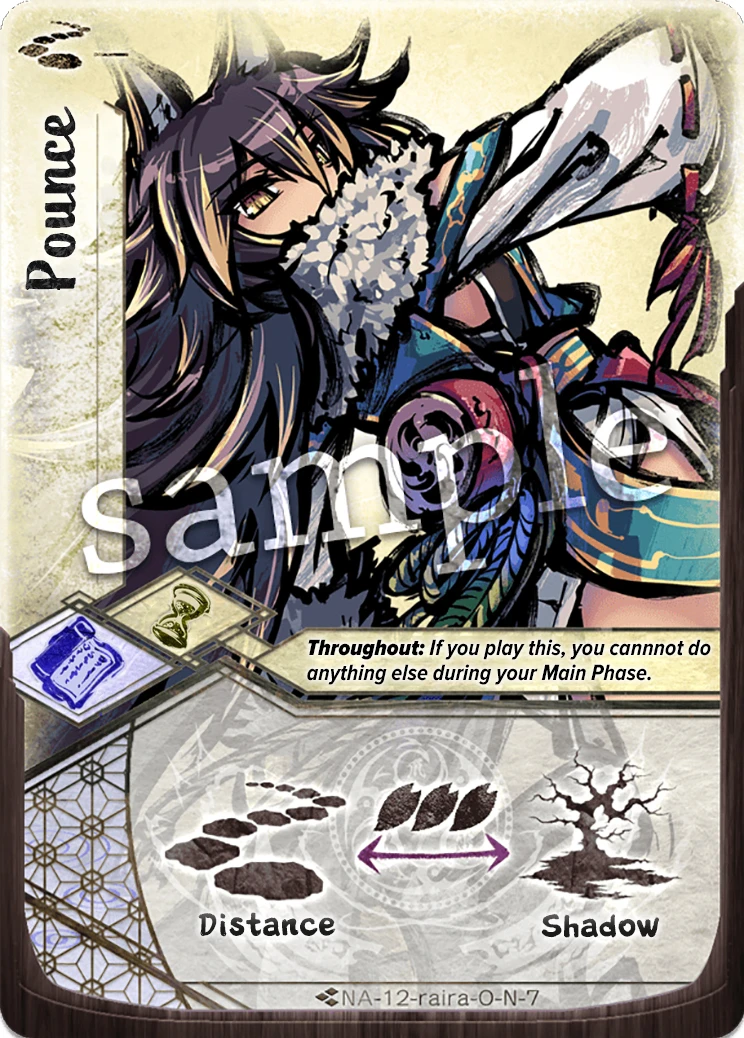 Pounce
sample
Throughout: If you play this, you cannnot do
anything else during your Main Phase.
Distance
Shadow
NA-12-raira-O-N-7